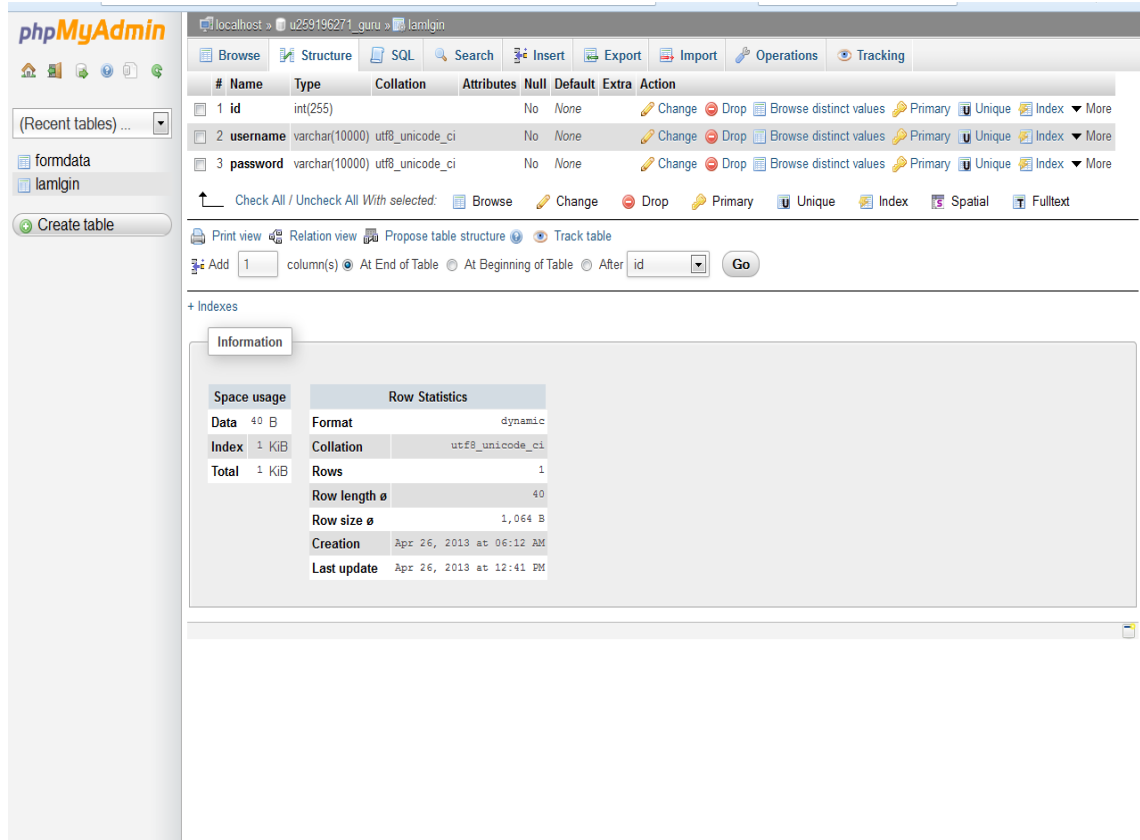 phpMyAdmin
(Recent tables) ...
formdata
lamlgin
Create table
localhost » u259196271_guru » lamlgin
Browse Structure SQL Search Insert Export Import Operations Tracking
# Name Type Collation Attributes Null Default Extra Action
1 id int(255) No None Change Drop Browse distinct values Primary Unique Index More
2 username varchar(10000) utf8_unicode_ci No None Change Drop Browse distinct values Primary Unique Index More
3 password varchar(10000) utf8_unicode_ci No None Change Drop Browse distinct values Primary Unique Index More
Check All / Uncheck All With selected: Browse Change Drop Primary Unique Index Spatial Fulltext
Print view Relation view Propose table structure Track table
Add 1 column(s) At End of Table At Beginning of Table After id Go
+ Indexes
Information
Space usage
Data 40 B
Index 1 KiB
Total 1 KiB
Row Statistics
Format dynamic
Collation utf8_unicode_ci
Rows 1
Row length ø 40
Row size ø 1,064 B
Creation Apr 26, 2013 at 06:12 AM
Last update Apr 26, 2013 at 12:41 PM